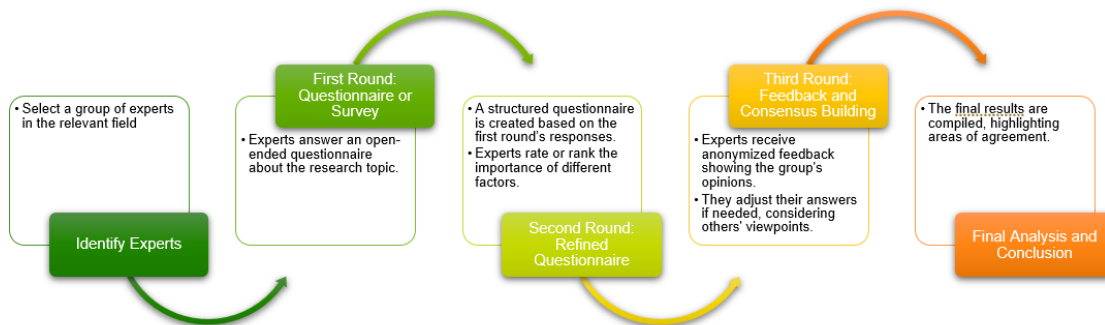 • Select a group of experts
in the relevant field
Identify Experts
First Round:
Questionnaire or
Survey
• Experts answer an open-
ended questionnaire
about the research topic.
• A structured questionnaire
is created based on the
first round's responses.
• Experts rate or rank the
importance of different
factors.
Second Round:
Refined
Questionnaire
Third Round:
Feedback and
Consensus Building
• Experts receive
anonymized feedback
showing the group's
opinions.
• They adjust their answers
if needed, considering
others' viewpoints.
• The final results are
compiled, highlighting
areas of agreement.
Final Analysis and
Conclusion